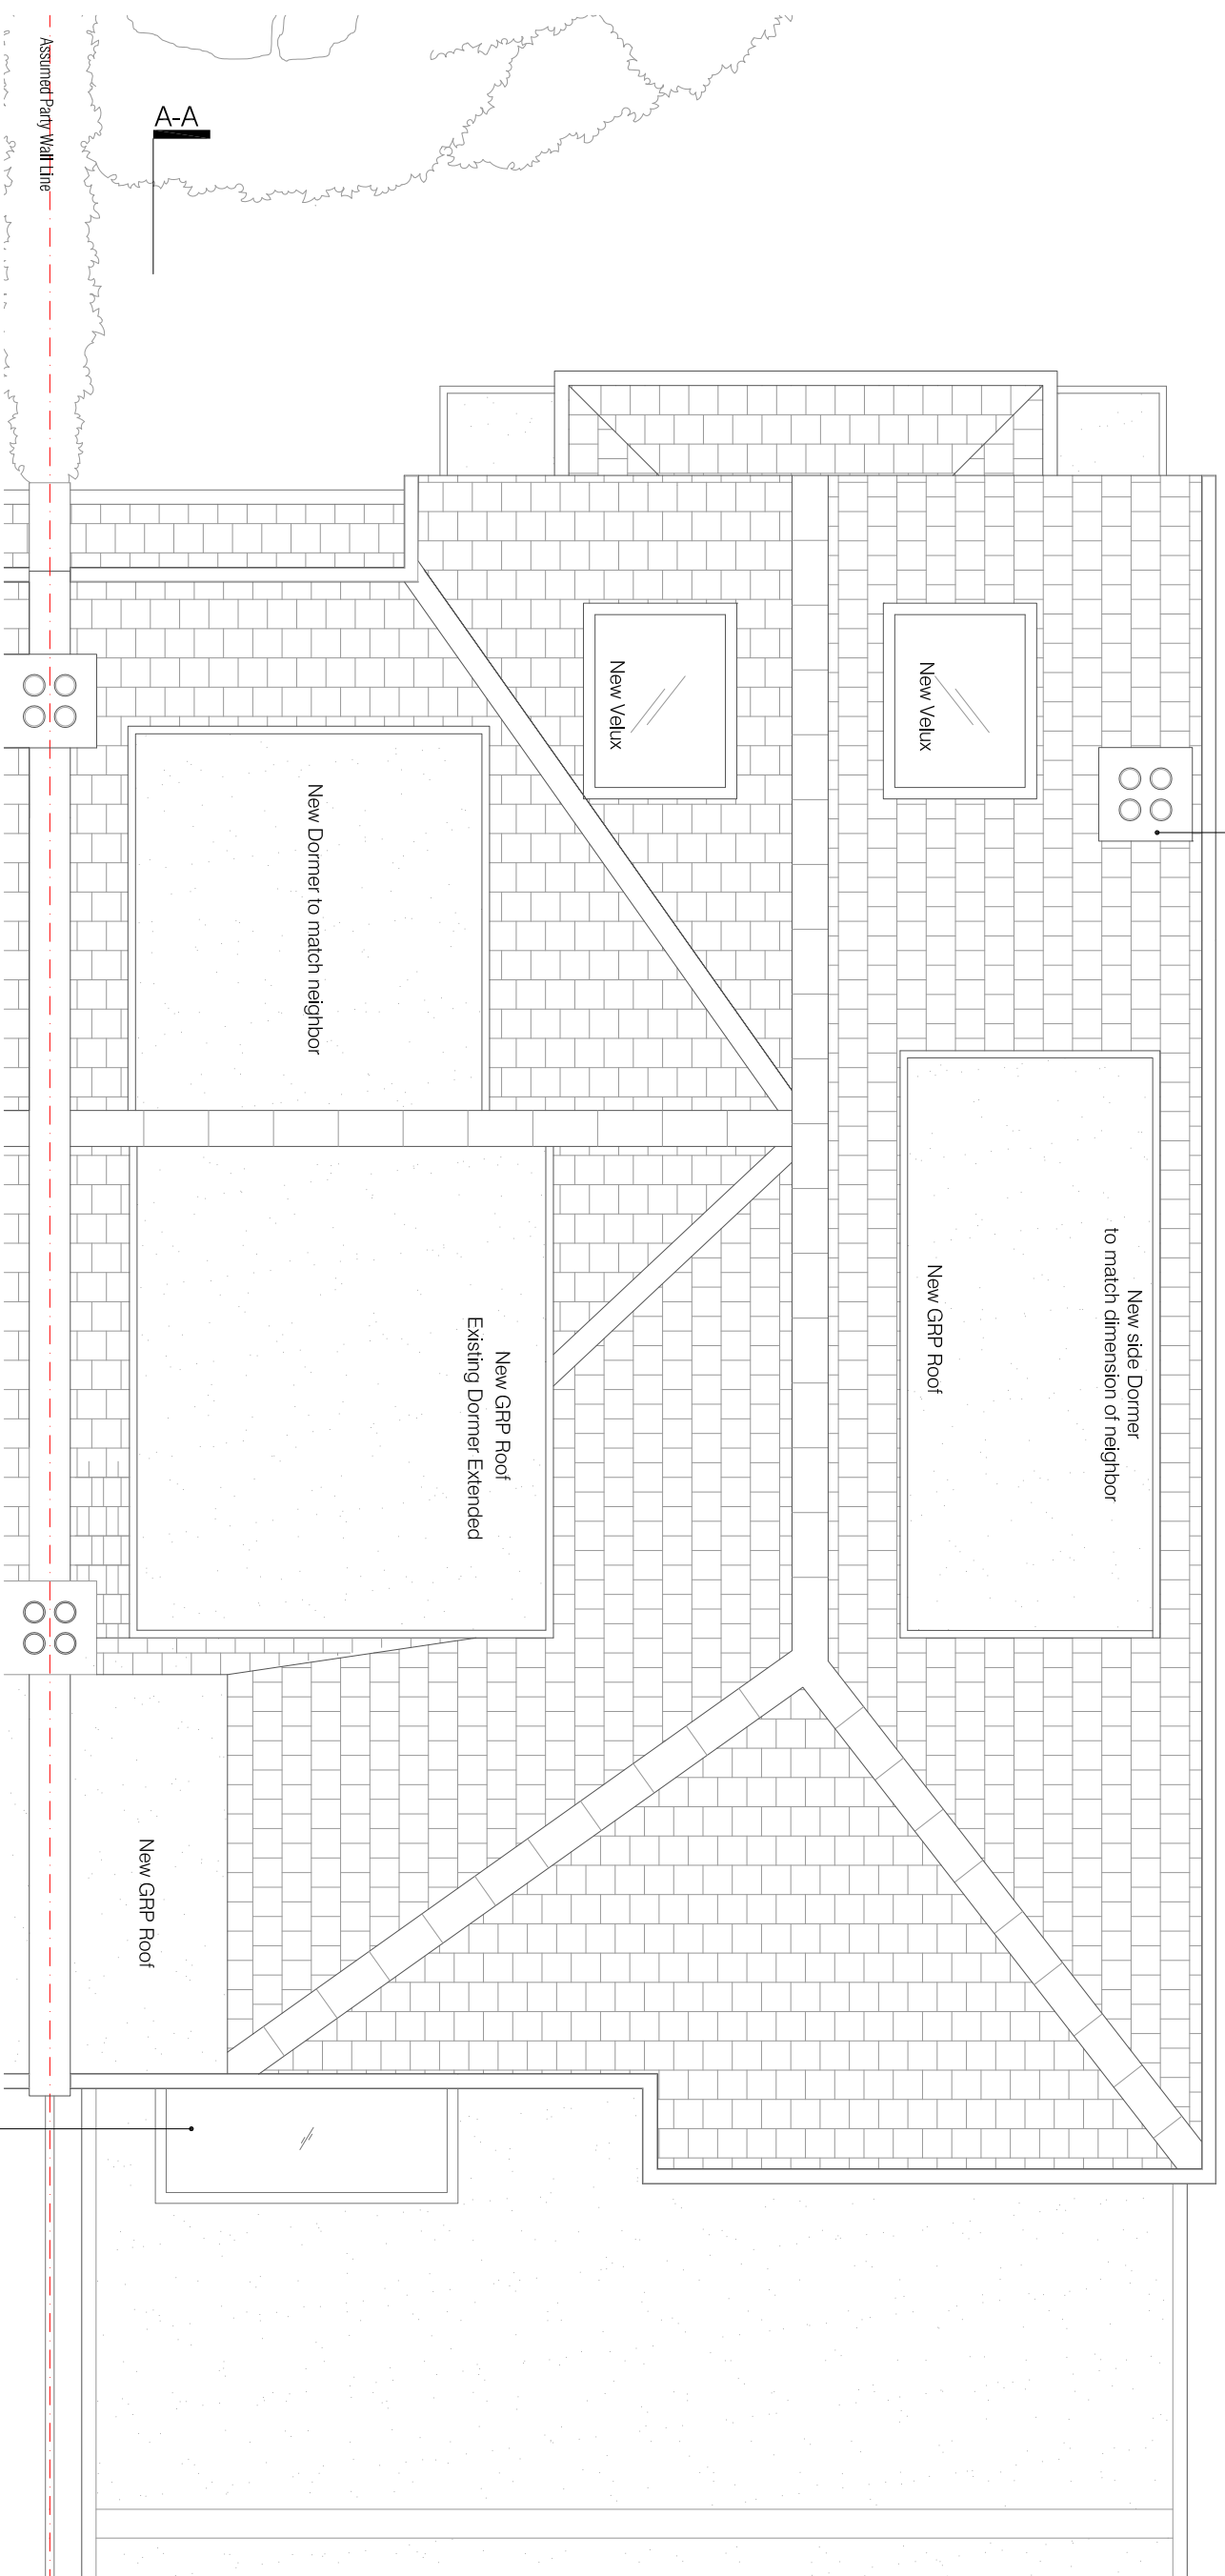 Assumed Party Wall Line
A-A
New Velux
New Velux
New Dormer to match neighbor
New side Dormer
to match dimension of neighbor
New GRP Roof
New GRP Roof
Existing Dormer Extended
New GRP Roof